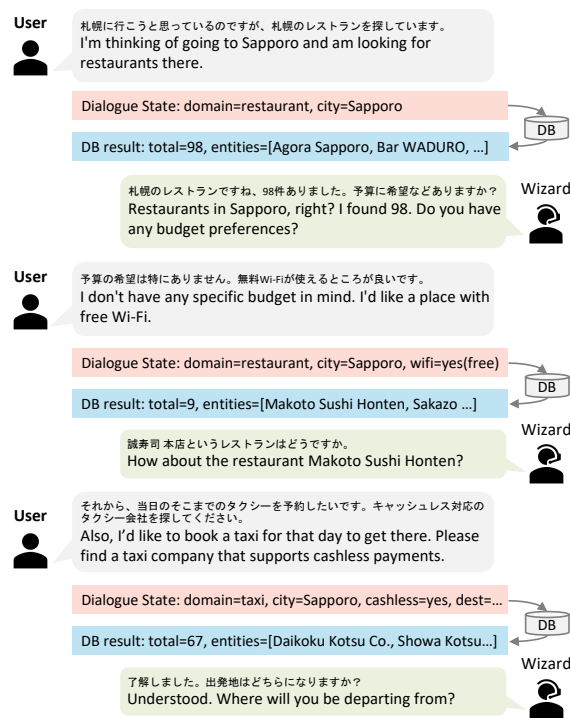 User
札幌に行こうと思っているのですが、札幌のレストランを探しています。
I'm thinking of going to Sapporo and am looking for
restaurants there.
Dialogue State: domain=restaurant, city=Sapporo
DB
DB result: total=98, entities=[Agora Sapporo, Bar WADURO, …]
Wizard
札幌のレストランですね、98件ありました。予算に希望などありますか？
Restaurants in Sapporo, right? I found 98. Do you have
any budget preferences?
User
予算の希望は特にありません。無料Wi-Fiが使えるところが良いです。
I don't have any specific budget in mind. I'd like a place with
free Wi-Fi.
Dialogue State: domain=restaurant, city=Sapporo, wifi=yes(free)
DB
DB result: total=9, entities=[Makoto Sushi Honten, Sakazo …]
Wizard
誠寿司 本店というレストランはどうですか。
How about the restaurant Makoto Sushi Honten?
User
それから、当日のそこまでのタクシーを予約したいです。キャッシュレス対応の
タクシー会社を探してください。
Also, I’d like to book a taxi for that day to get there. Please
find a taxi company that supports cashless payments.
Dialogue State: domain=taxi, city=Sapporo, cashless=yes, dest=…
DB
DB result: total=67, entities=[Daikoku Kotsu Co., Showa Kotsu…]
Wizard
了解しました。出発地はどちらになりますか？
Understood. Where will you be departing from?